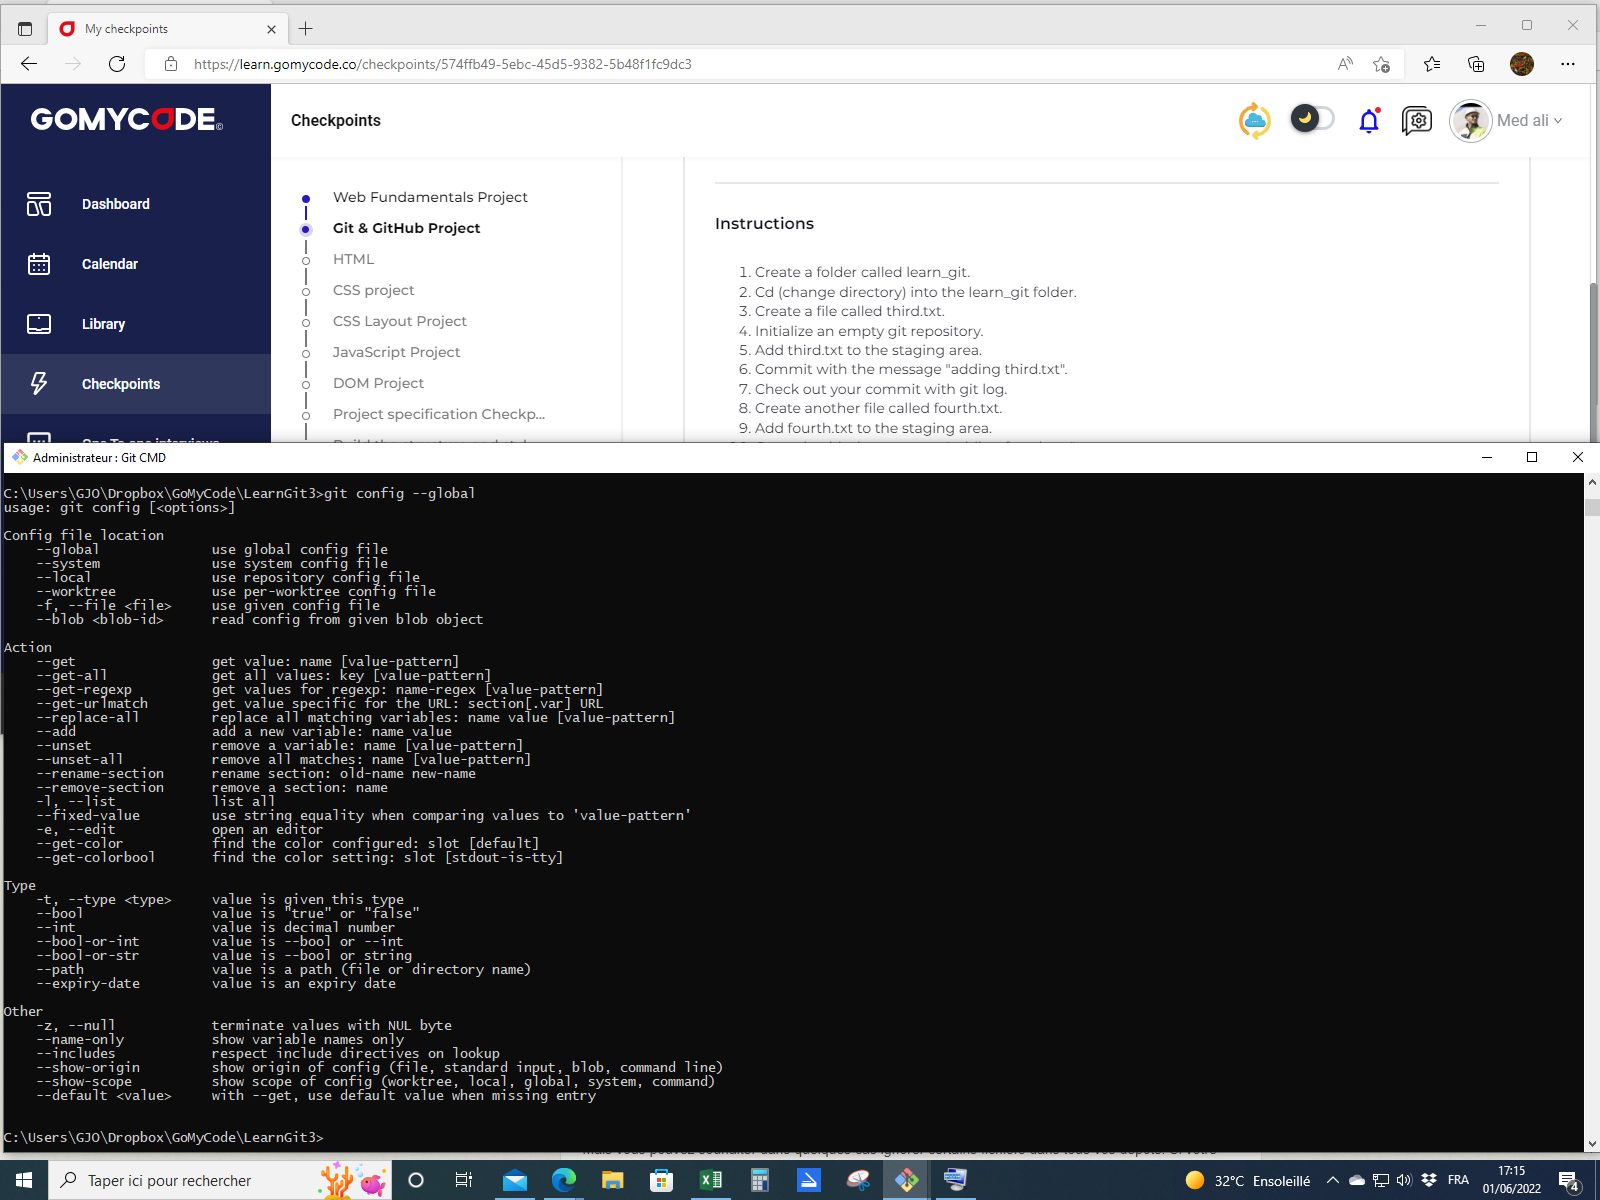 My checkpoints
https://learn.gomycode.co/checkpoints/574ffb49-5ebc-45d5-9382-5b48f1fc9dc3
GOMYCODE
Checkpoints
Med ali
Dashboard
Calendar
Library
Checkpoints
Web Fundamentals Project
Git & GitHub Project
HTML
CSS project
CSS Layout Project
JavaScript Project
DOM Project
Project specification Checkp...
Instructions
1. Create a folder called learn_git.
2. Cd (change directory) into the learn_git folder.
3. Create a file called third.txt.
4. Initialize an empty git repository.
5. Add third.txt to the staging area.
6. Commit with the message "adding third.txt".
7. Check out your commit with git log.
8. Create another file called fourth.txt.
9. Add fourth.txt to the staging area.
Administrateur : Git CMD
C:\Users\GJO\Dropbox\GoMyCode\LearnGit3>git config --global
usage: git config [<options>]
Config file location
--global use global config file
--system use system config file
--local use repository config file
--worktree use per-worktree config file
-f, --file <file> use given config file
--blob <blob-id> read config from given blob object
Action
--get get value: name [value-pattern]
--get-all get all values: key [value-pattern]
--get-regexp get values for regexp: name-regex [value-pattern]
--get-urlmatch get value specific for the URL: section[.var] URL
--replace-all replace all matching variables: name value [value-pattern]
--add add a new variable: name value
--unset remove a variable: name [value-pattern]
--unset-all remove all matches: name [value-pattern]
--rename-section rename section: old-name new-name
--remove-section remove a section: name
-l, --list list all
--fixed-value use string equality when comparing values to 'value-pattern'
-e, --edit open an editor
--get-color find the color configured: slot [default]
--get-colorbool find the color setting: slot [stdout-is-tty]
Type
-t, --type <type> value is given this type
--bool value is "true" or "false"
--int value is decimal number
--bool-or-int value is --bool or --int
--bool-or-str value is --bool or string
--path value is a path (file or directory name)
--expiry-date value is an expiry date
Other
-z, --null terminate values with NUL byte
--name-only show variable names only
--includes respect include directives on lookup
--show-origin show origin of config (file, standard input, blob, command line)
--show-scope show scope of config (worktree, local, global, system, command)
--default <value> with --get, use default value when missing entry
C:\Users\GJO\Dropbox\GoMyCode\LearnGit3>
Taper ici pour rechercher
32°C Ensoleillé
FRA
17:15
01/06/2022
4